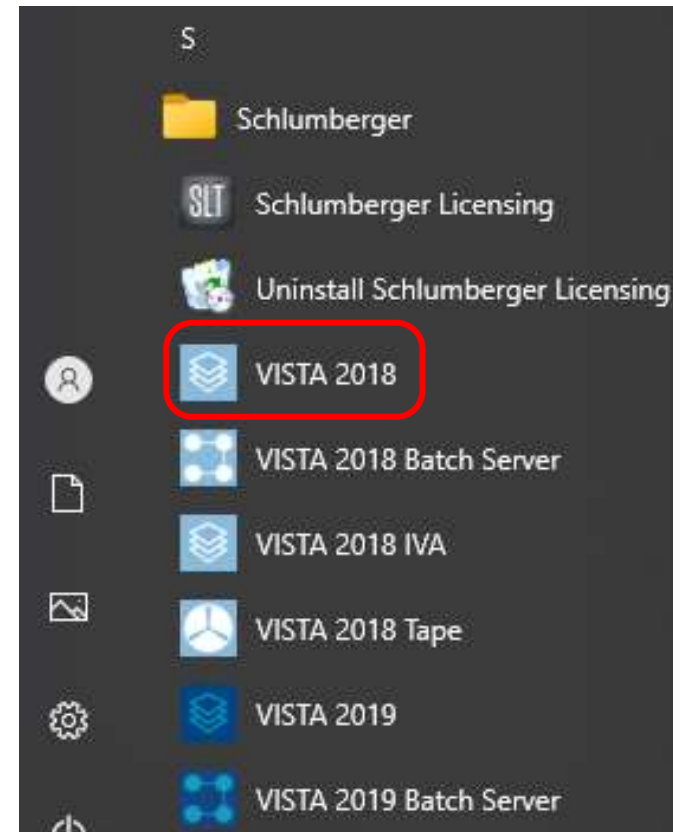 S
Schlumberger
SLT
Schlumberger Licensing
Uninstall Schlumberger Licensing
VISTA 2018
VISTA 2018 Batch Server
VISTA 2018 IVA
VISTA 2018 Tape
VISTA 2019
VISTA 2019 Batch Server